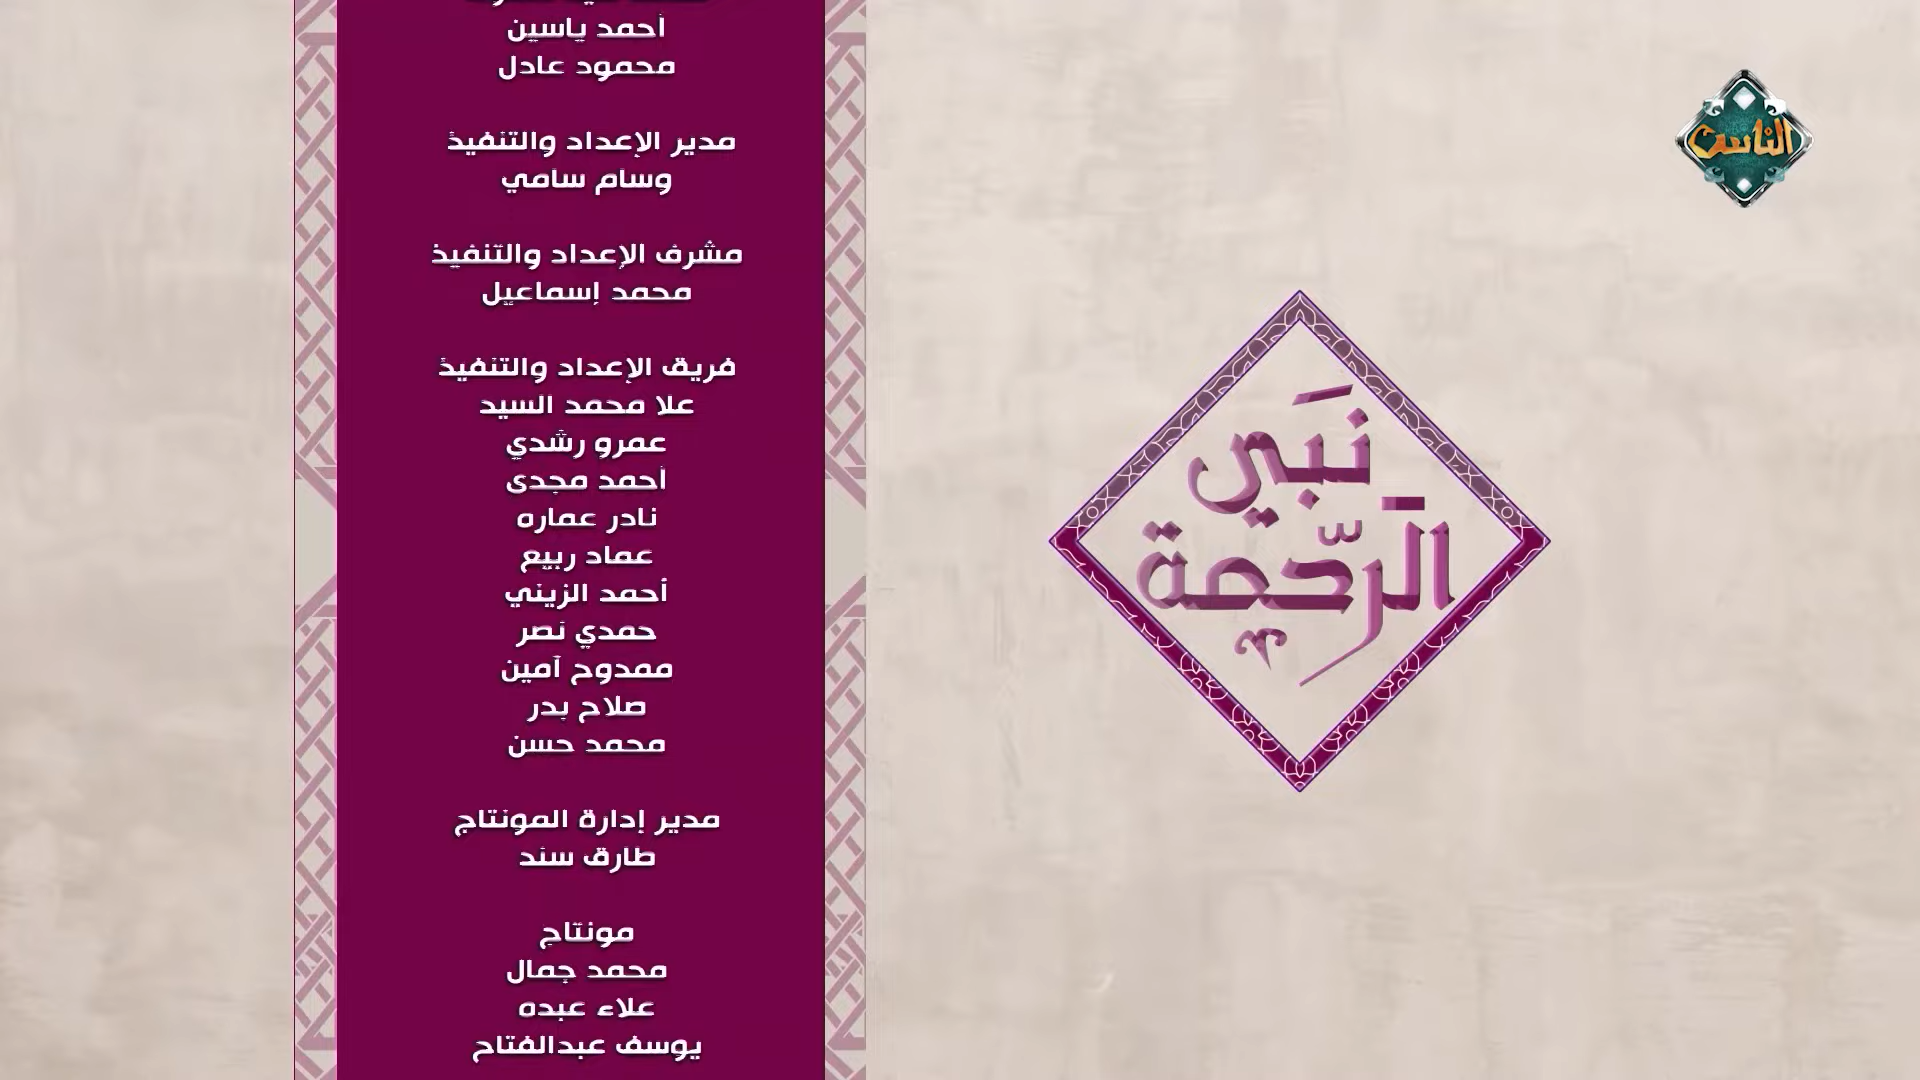 أحمد ياسين
محمود عادل
مدير الإعداد والتنفيذ
وسام سامي
مشرف الإعداد والتنفيذ
محمد إسماعيل
فريق الإعداد والتنفيذ
علا محمد السيد
عمرو رشدي
أحمد مجدى
نادر عماره
عماد ربيع
أحمد الزيني
حمدي نصر
ممدوح أمين
صلاح بدر
محمد حسن
مدير إدارة المونتاج
طارق سند
مونتاج
محمد جمال
علاء عبده
يوسف عبدالفتاح
الناس
نَبي
الرّحمة